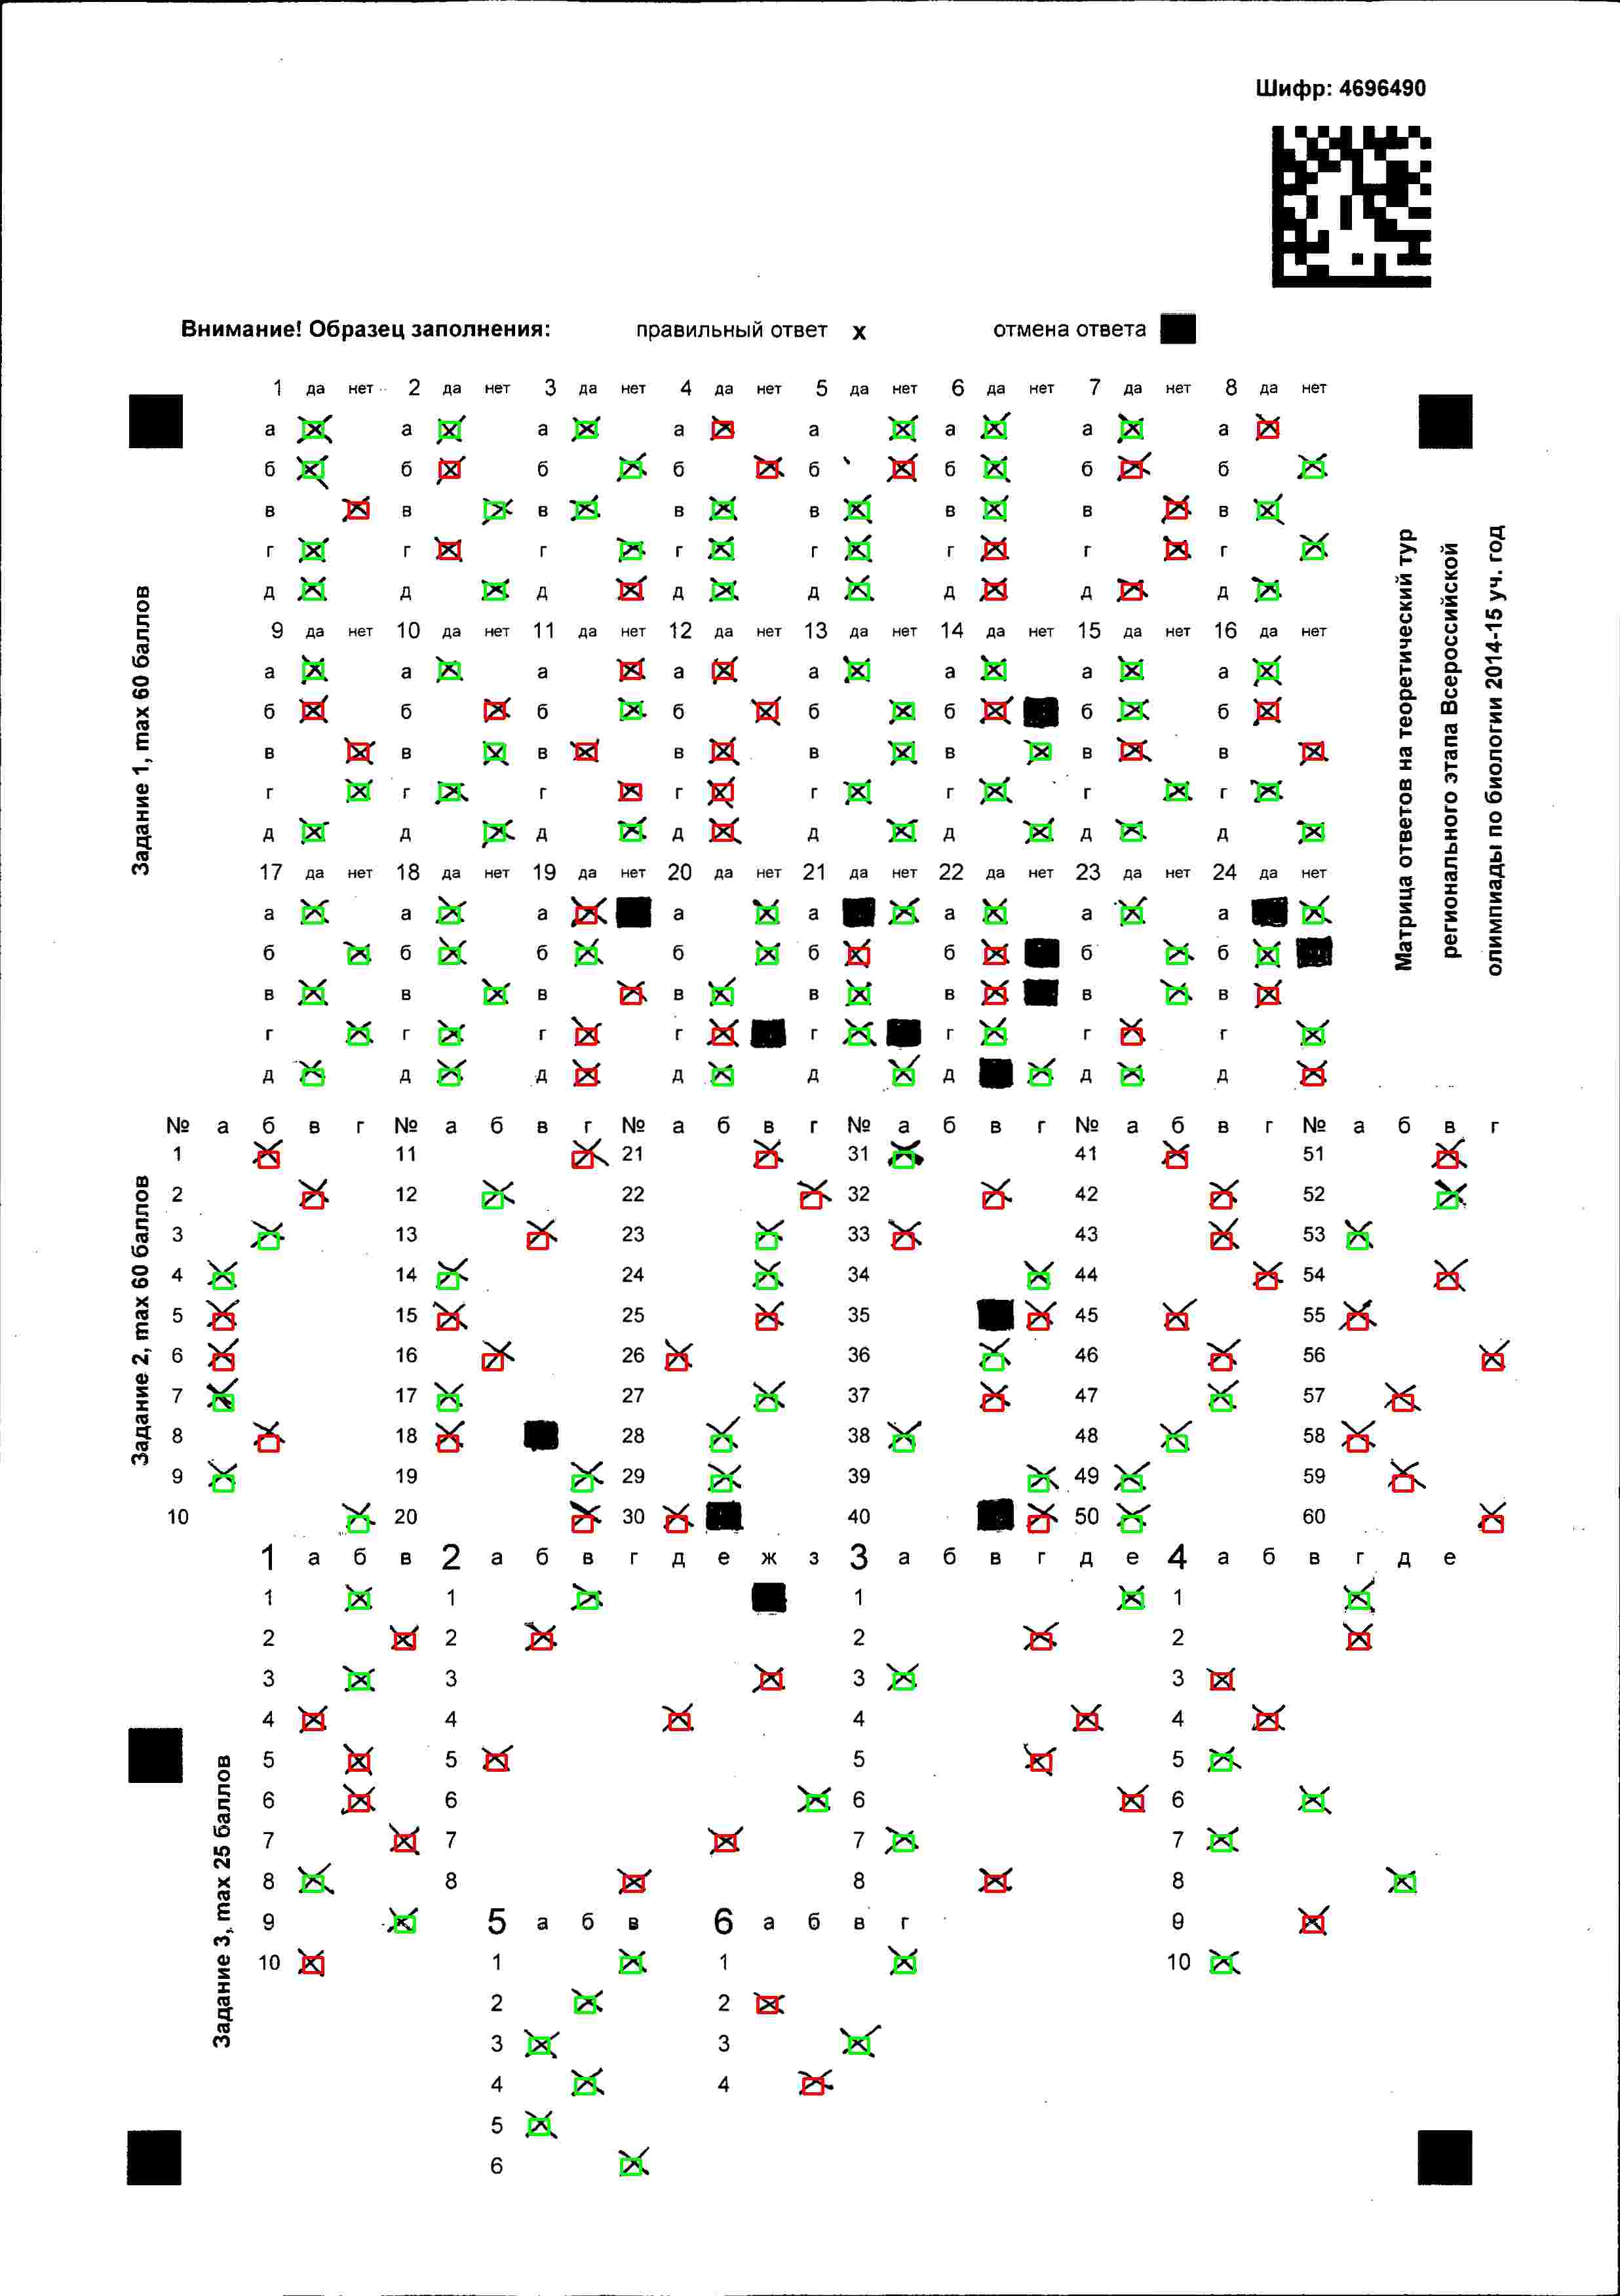 Шифр: 4696490
Внимание! Образец заполнения: правильный ответ х отмена ответа
1 да нет 2 да нет 3 да нет 4 да нет 5 да нет 6 да нет 7 да нет 8 да нет
а а а а а а а а
б б б б б б б б
в в в в в в в в
г г г г г г г г
д д д д д д д д
9 да нет 10 да нет 11 да нет 12 да нет 13 да нет 14 да нет 15 да нет 16 да нет
а а а а а а а а
б б б б б б б б
в в в в в в в в
г г г г г г г г
д д д д д д д д
17 да нет 18 да нет 19 да нет 20 да нет 21 да нет 22 да нет 23 да нет 24 да нет
а а а а а а а а
б б б б б б б б
в в в в в в в в
г г г г г г г г
д д д д д д д д
Задание 1, max 60 баллов
Матрица ответов на теоретический тур
регионального этапа Всероссийской
олимпиады по биологии 2014-15 уч. год
№ а б в г № а б в г № а б в г № а б в г № а б в г № а б в г
1 11 21 31 41 51
2 12 22 32 42 52
3 13 23 33 43 53
4 14 24 34 44 54
5 15 25 35 45 55
6 16 26 36 46 56
7 17 27 37 47 57
8 18 28 38 48 58
9 19 29 39 49 59
10 20 30 40 50 60
Задание 2, max 60 баллов
1 а б в 2 а б в г д е ж з 3 а б в г д е 4 а б в г д е
1 1 1 1
2 2 2 2
3 3 3 3
4 4 4 4
5 5 5 5
6 6 6 6
7 7 7 7
8 8 8 8
9 5 а б в 6 а б в г 9
10 1 1 10
2 2
3 3
4 4
5
6
Задание 3, max 25 баллов